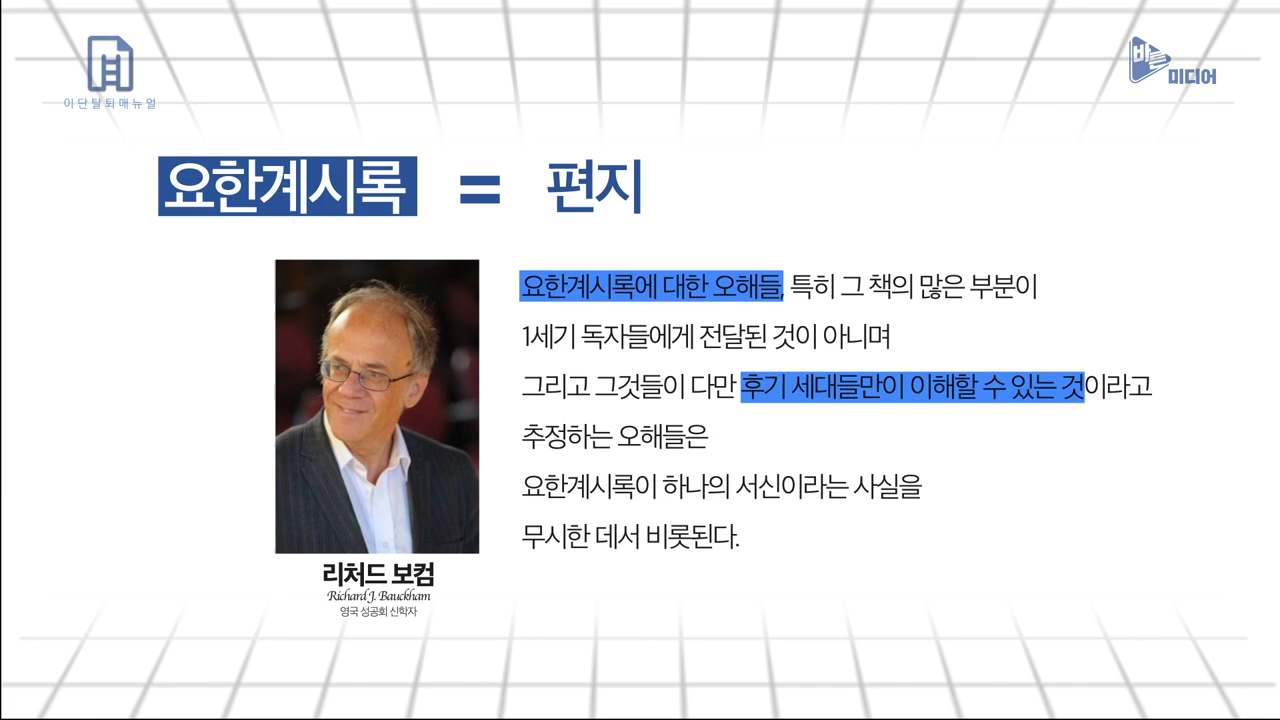 이단탈퇴매뉴얼
바른미디어
요한계시록 = 편지
요한계시록에 대한 오해들, 특히 그 책의 많은 부분이
1세기 독자들에게 전달된 것이 아니며
그리고 그것들이 다만 후기 세대들만이 이해할 수 있는 것이라고
추정하는 오해들은
요한계시록이 하나의 서신이라는 사실을
무시한 데서 비롯된다.
리처드 보컴
Richard J. Bauckham
영국 성공회 신학자